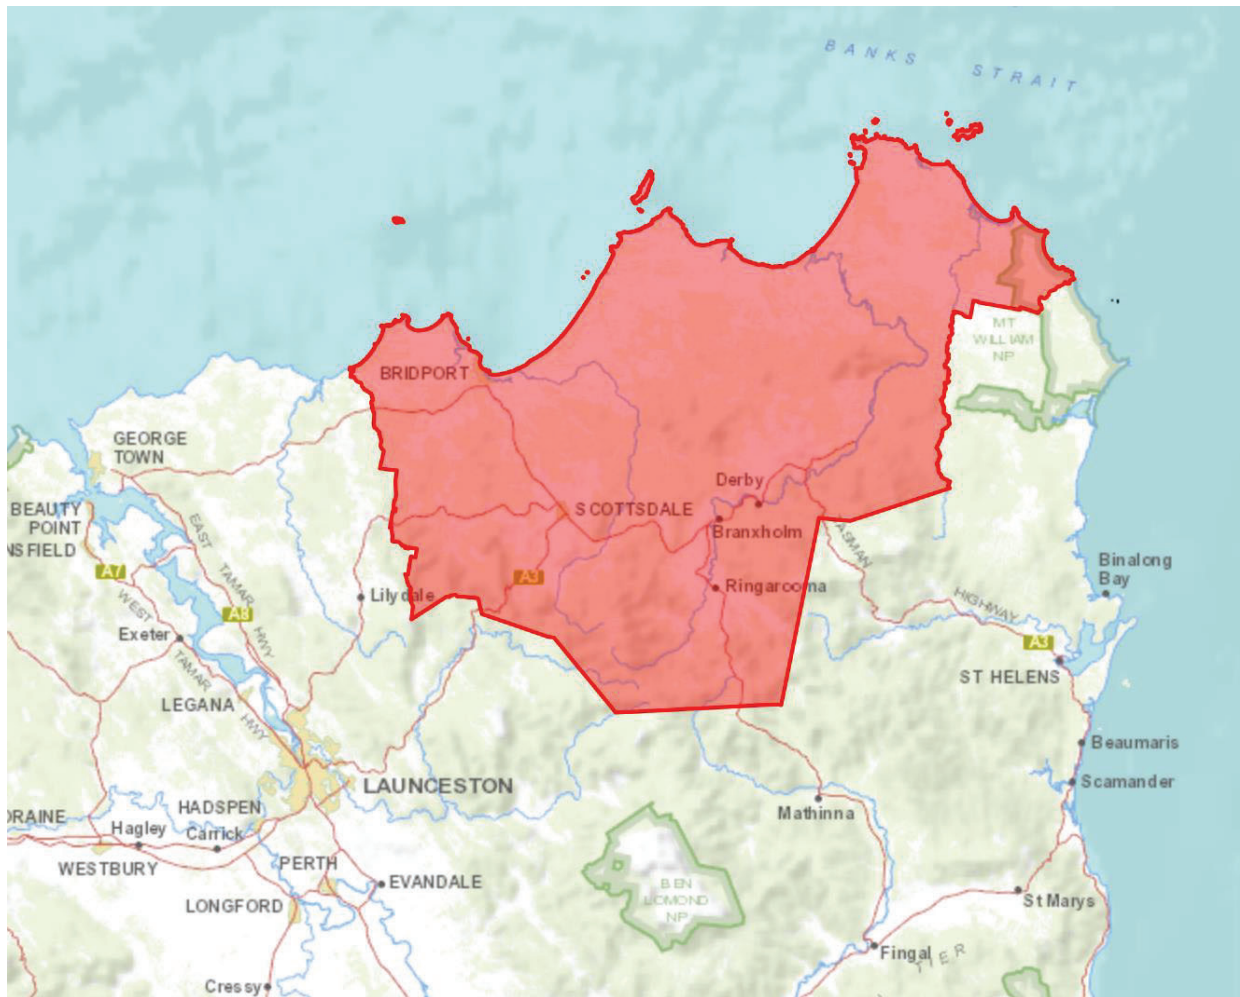 BANKS STRAIT
MT
WILLIAM
NP
BRIDPORT
GEORGE
TOWN
Derby
SCOTTSDALE
BEAUTY
POINT
Branxholm
NSFIELD
EAST
TAMAR
HWY
A7
A3
ASMAN
HIGHWAY
Binalong
Bay
Ringarooma
Lilydale
WEST
TAMAR
HWY
A8
Exeter
A3
ST HELENS
LEGANA
Beaumaris
Scamander
LAUNCESTON
HADSPEN
Mathinna
ORAINE
Hagley
Carrick
WESTBURY
PERTH
EVANDALE
BEN
LOMOND
NP
LONGFORD
St Marys
Fingal
TIER
Cressy